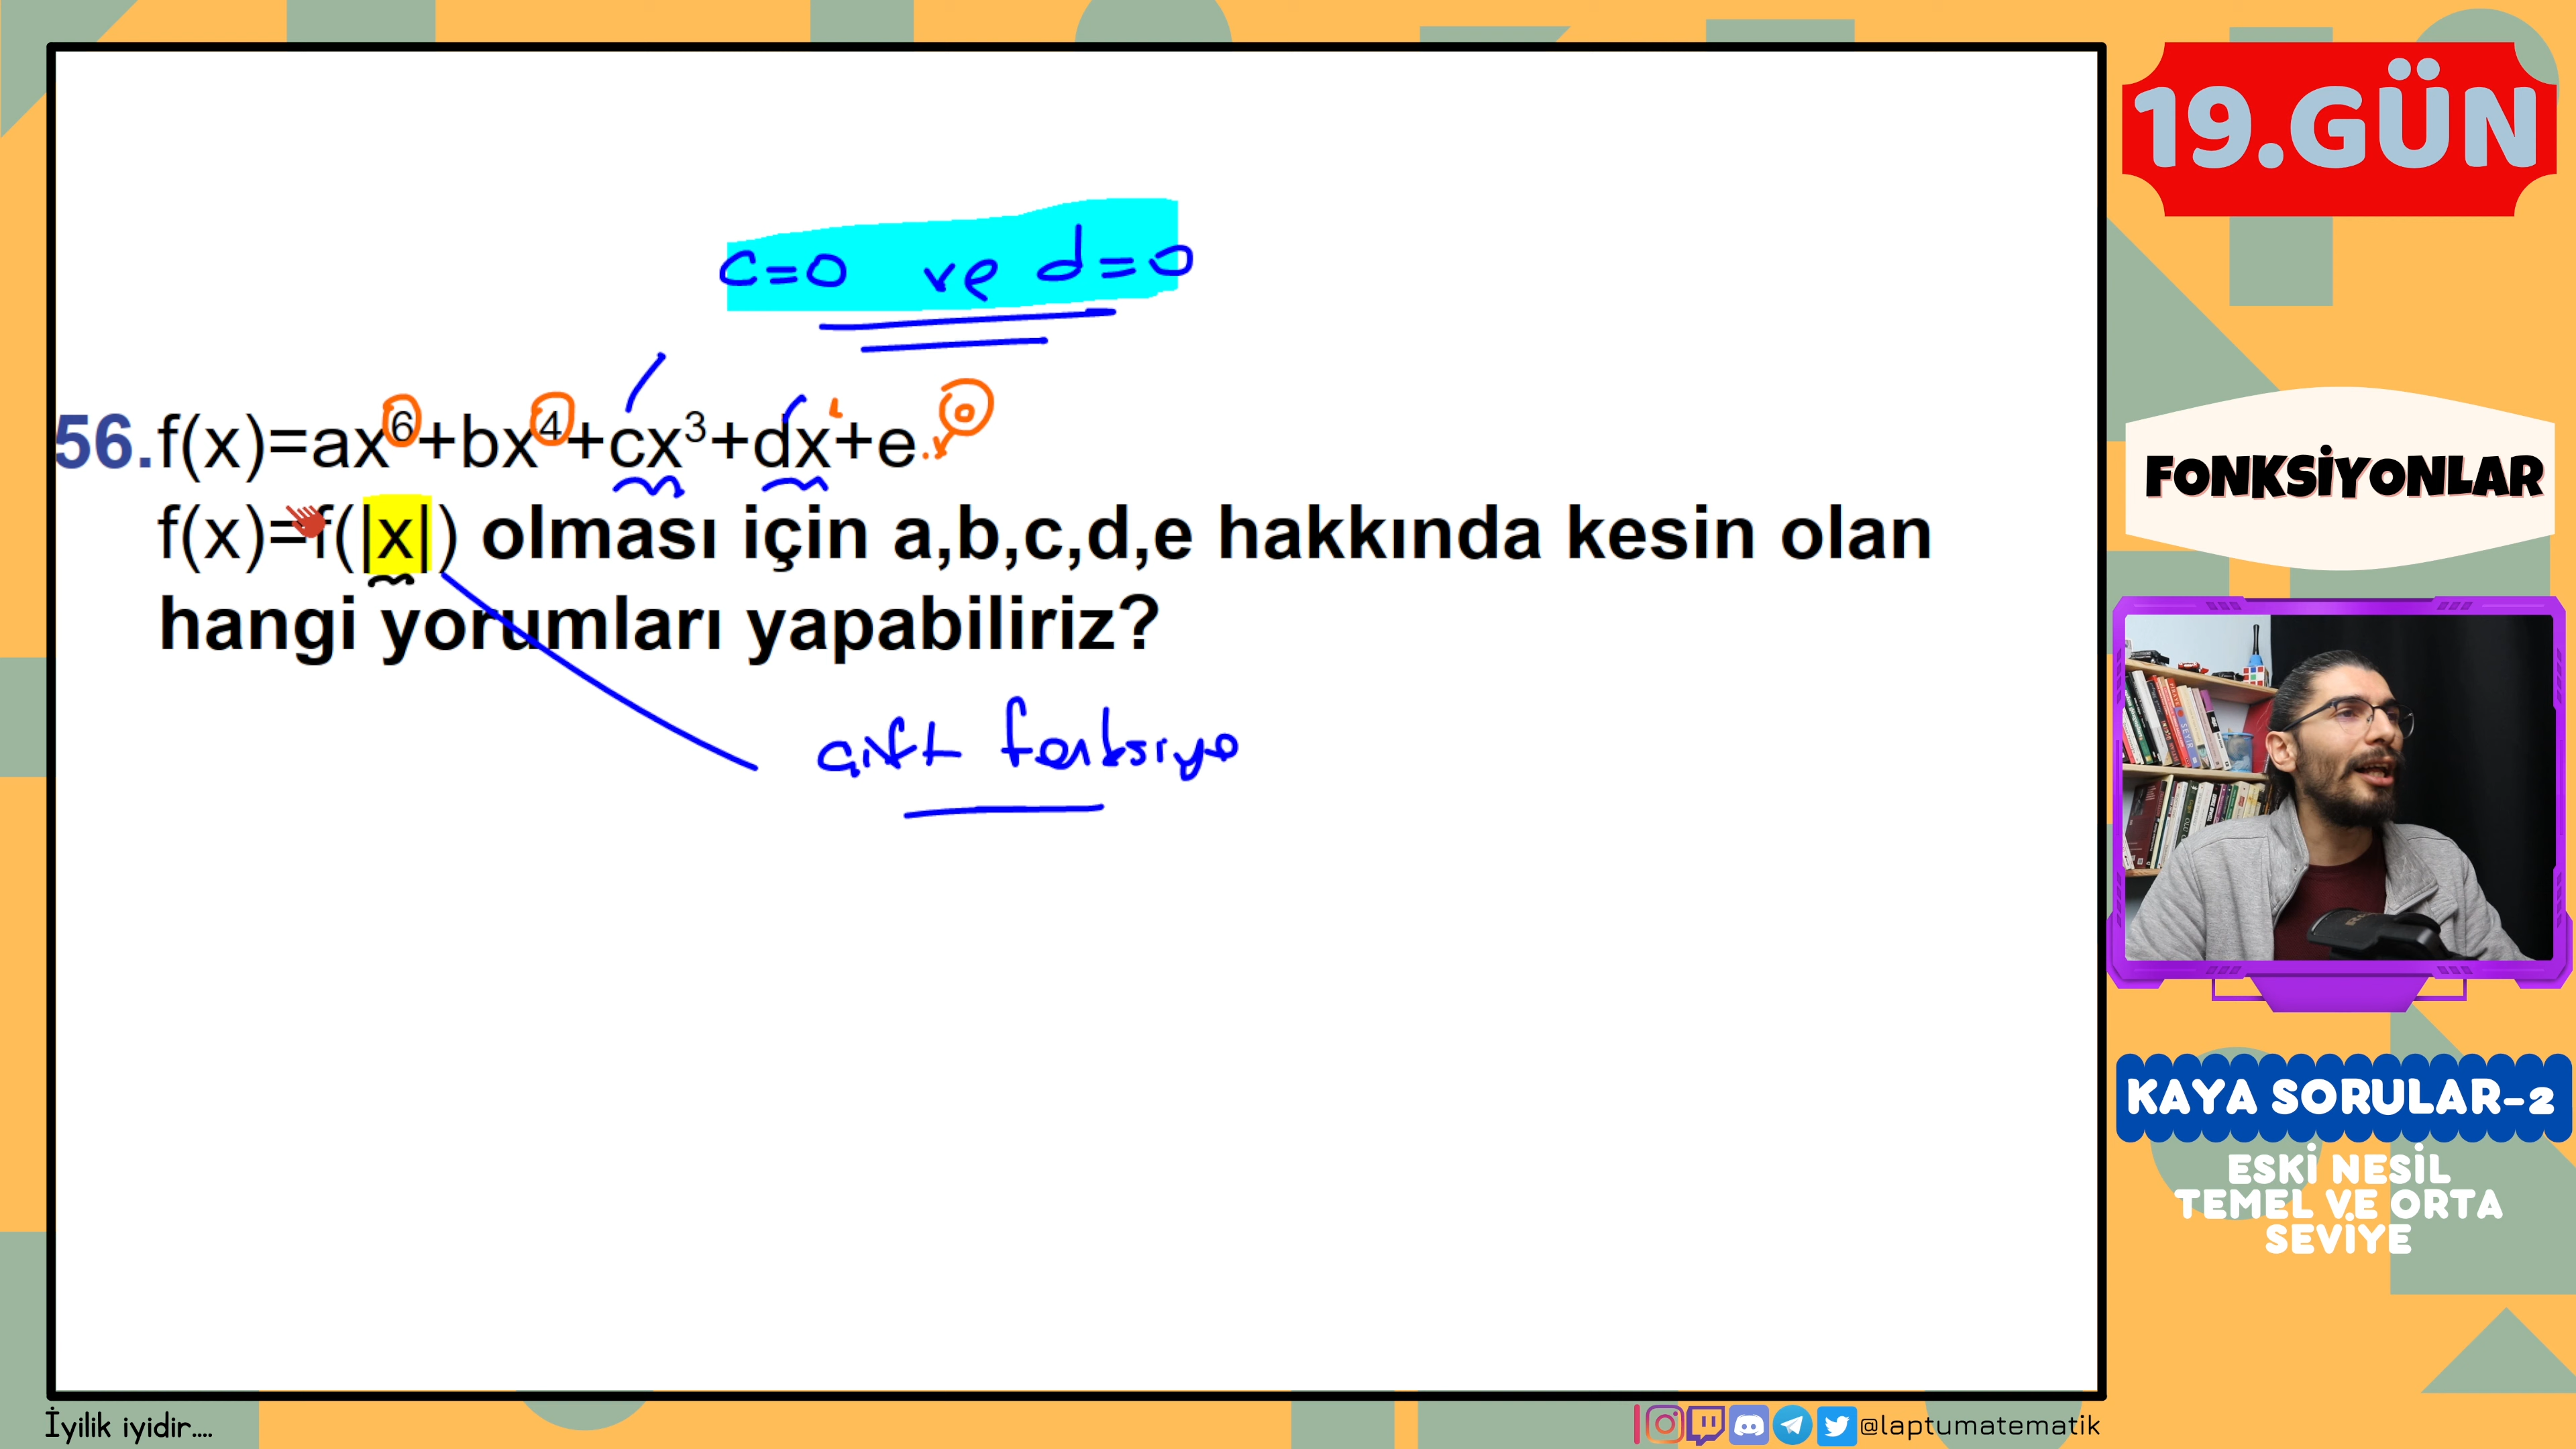 19.GÜN
c=0 ve d=0
56.f(x)=ax⁶+bx⁴+cx³+dx+e
f(x)=f(|x|) olması için a,b,c,d,e hakkında kesin olan
hangi yorumları yapabiliriz?
çift fonksiyo
FONKSİYONLAR
KAYA SORULAR-2
ESKİ NESİL
TEMEL VE ORTA
SEVİYE
İyilik iyidir....
@laptumatematik